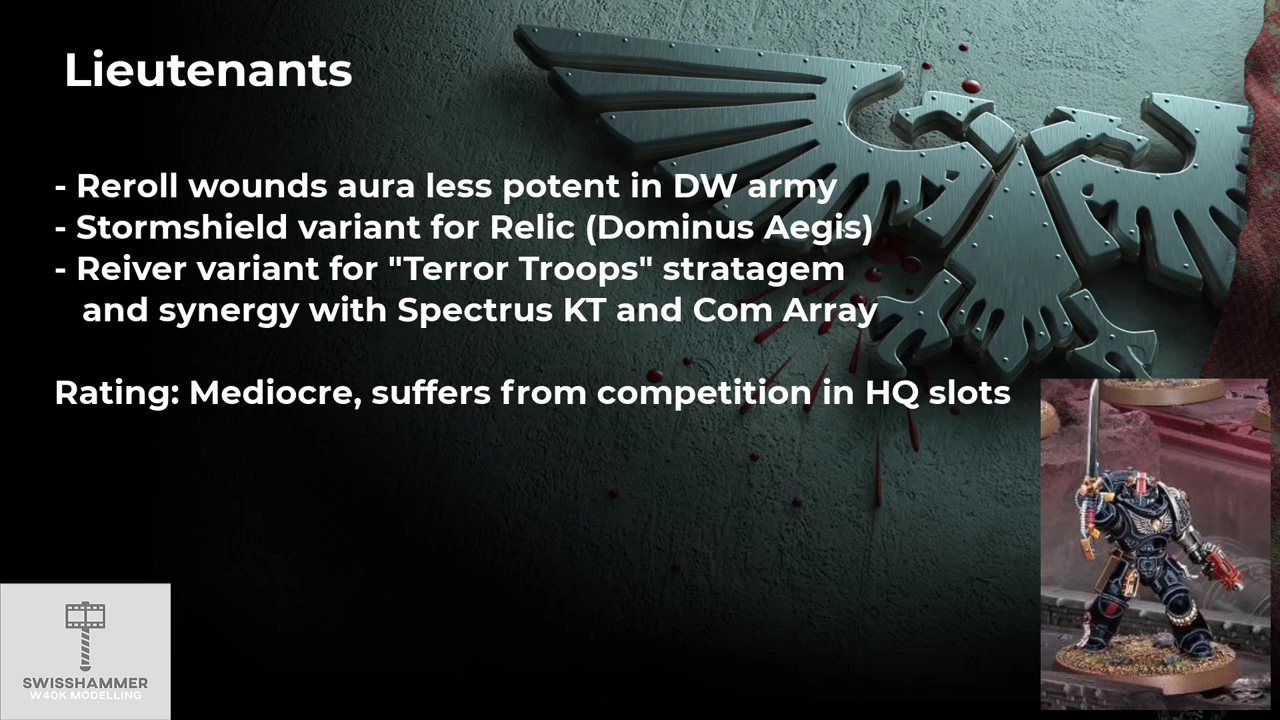 Lieutenants
- Reroll wounds aura less potent in DW army
- Stormshield variant for Relic (Dominus Aegis)
- Reiver variant for "Terror Troops" stratagem
and synergy with Spectrus KT and Com Array
Rating: Mediocre, suffers from competition in HQ slots
SWISSHAMMER
W40K MODELLING